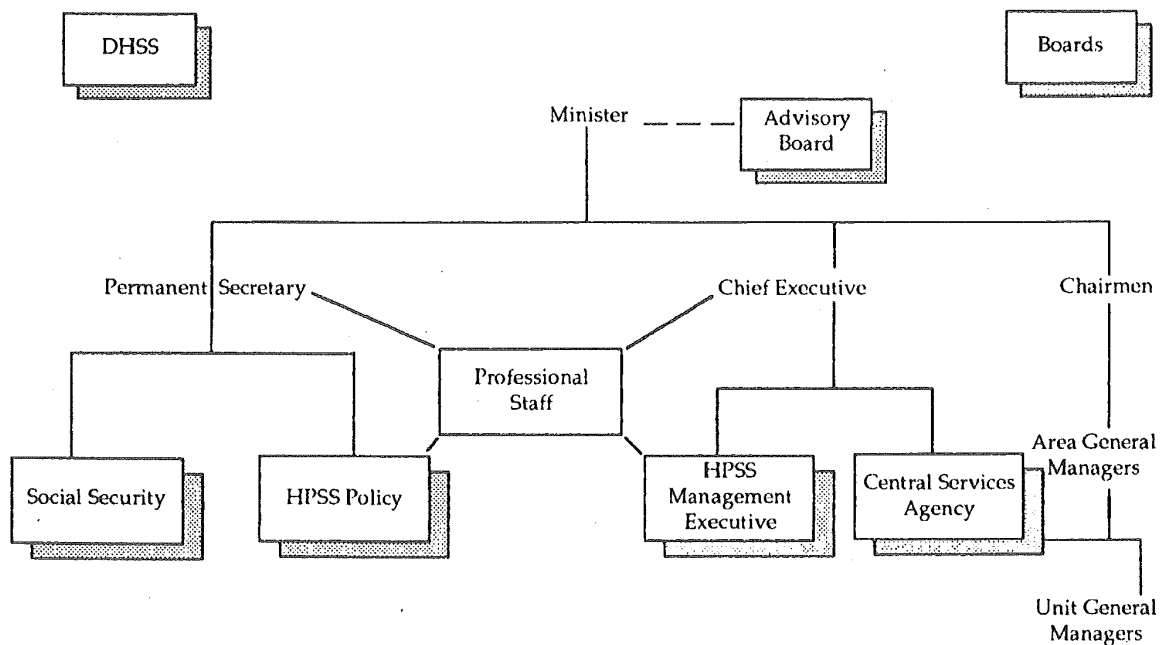 DHSS
Boards
Minister
Advisory
Board
Permanent Secretary
Chief Executive
Chairmen
Professional
Staff
Social Security
HPSS Policy
HPSS
Management
Executive
Central Services
Agency
Area General
Managers
Unit General
Managers